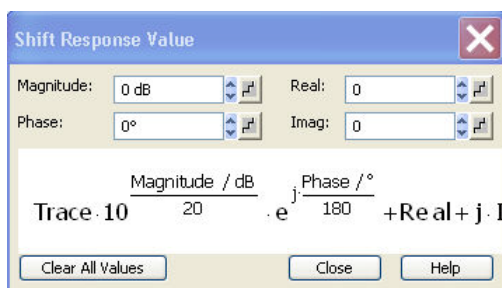 Shift Response Value
Magnitude: 0 dB Real: 0
Phase: 0° Imag: 0
Trace · 10^(Magnitude / dB / 20) · e^(j·Phase / ° / 180) + Real + j ·
Clear All Values Close Help